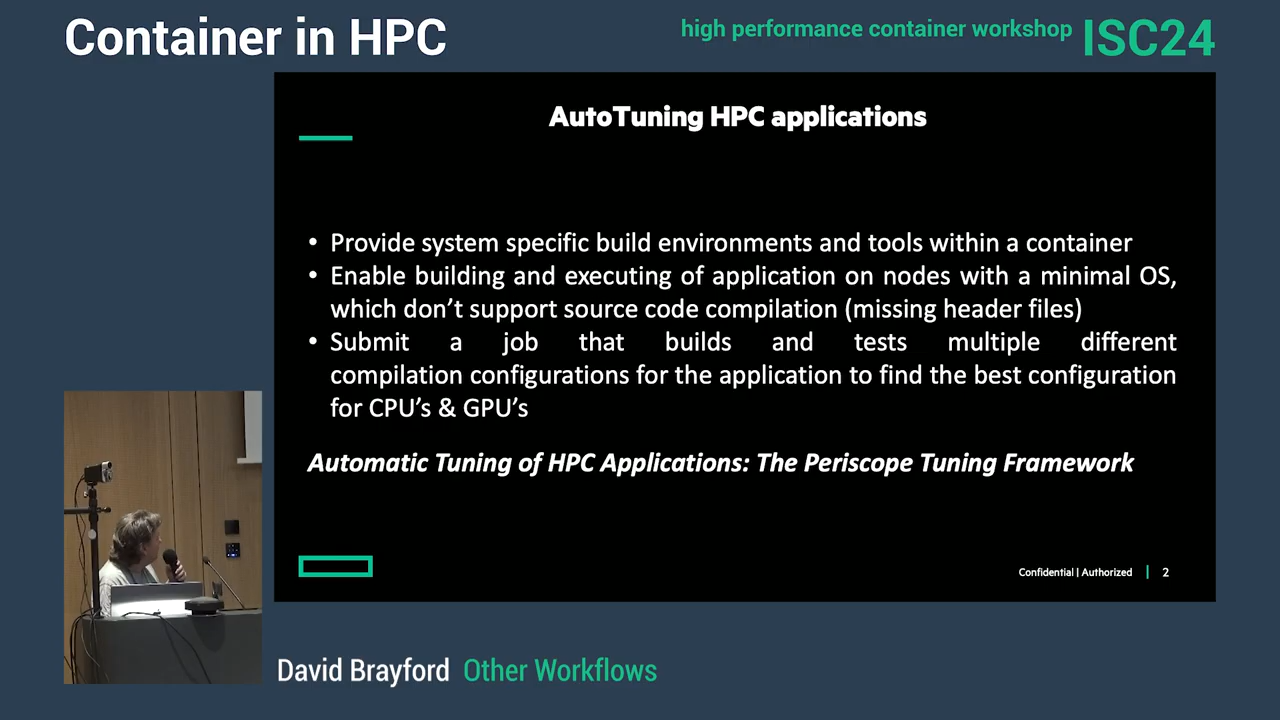 Container in HPC
high performance container workshop ISC24
AutoTuning HPC applications
• Provide system specific build environments and tools within a container
• Enable building and executing of application on nodes with a minimal OS,
which don’t support source code compilation (missing header files)
• Submit a job that builds and tests multiple different
compilation configurations for the application to find the best configuration
for CPU’s & GPU’s
Automatic Tuning of HPC Applications: The Periscope Tuning Framework
Confidential | Authorized | 2
David Brayford Other Workflows